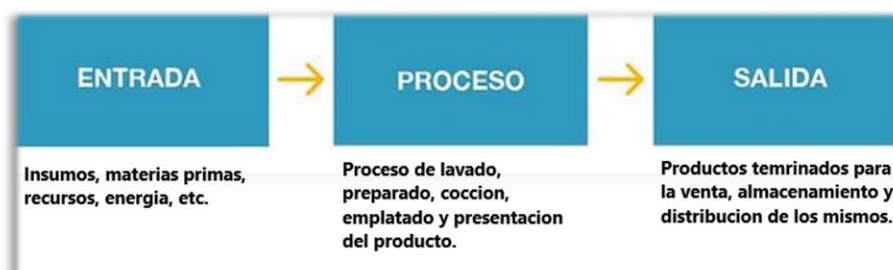 ENTRADA
PROCESO
SALIDA
Insumos, materias primas,
recursos, energia, etc.
Proceso de lavado,
preparado, coccion,
emplatado y presentacion
del producto.
Productos temrinados para
la venta, almacenamiento y
distribucion de los mismos.